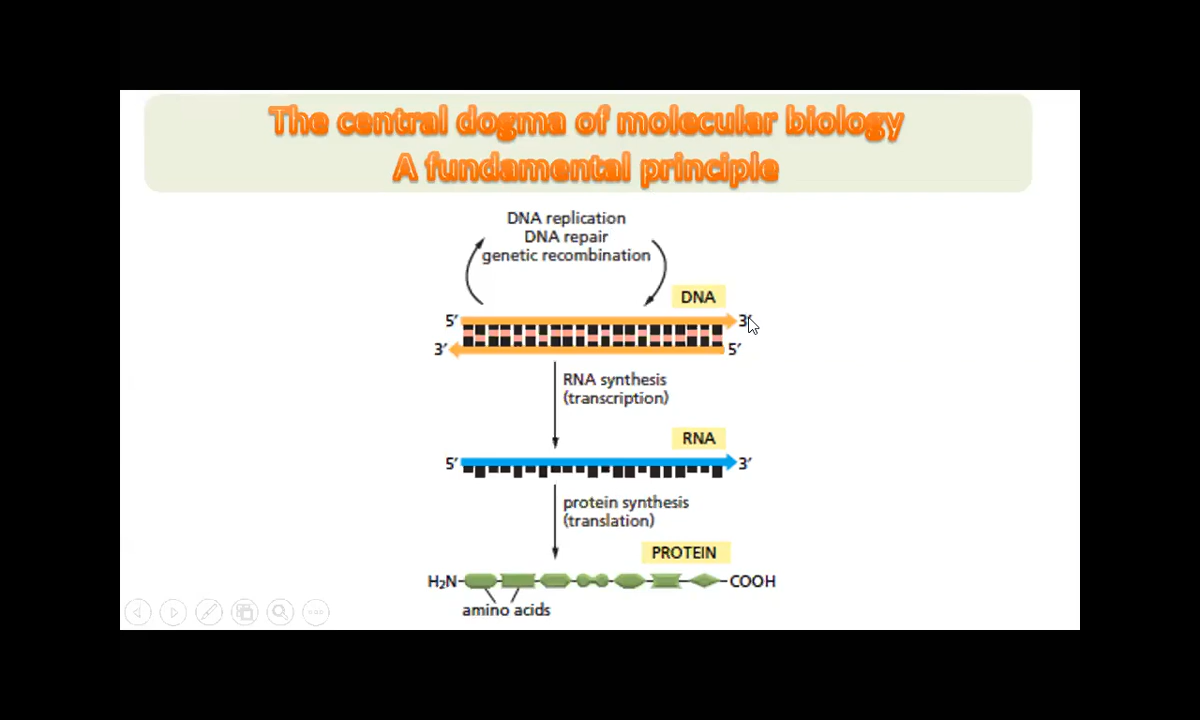 The central dogma of molecular biology
A fundamental principle
DNA replication
DNA repair
genetic recombination
DNA
5′ 3′
3′ 5′
RNA synthesis
(transcription)
RNA
5′ 3′
protein synthesis
(translation)
PROTEIN
H₂N COOH
amino acids